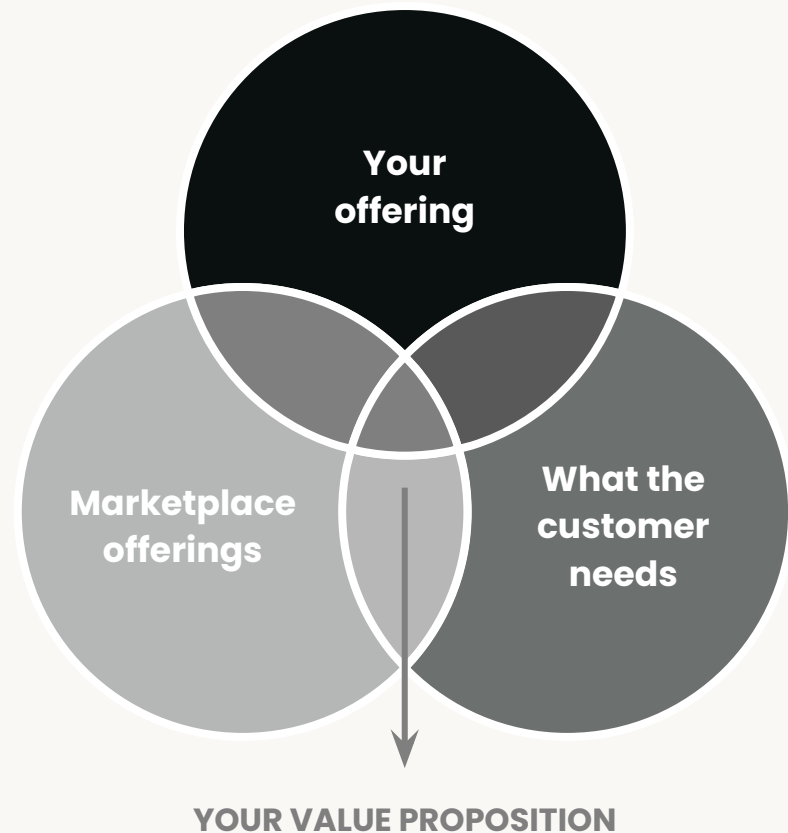 Your
offering
Marketplace
offerings
What the
customer
needs
YOUR VALUE PROPOSITION